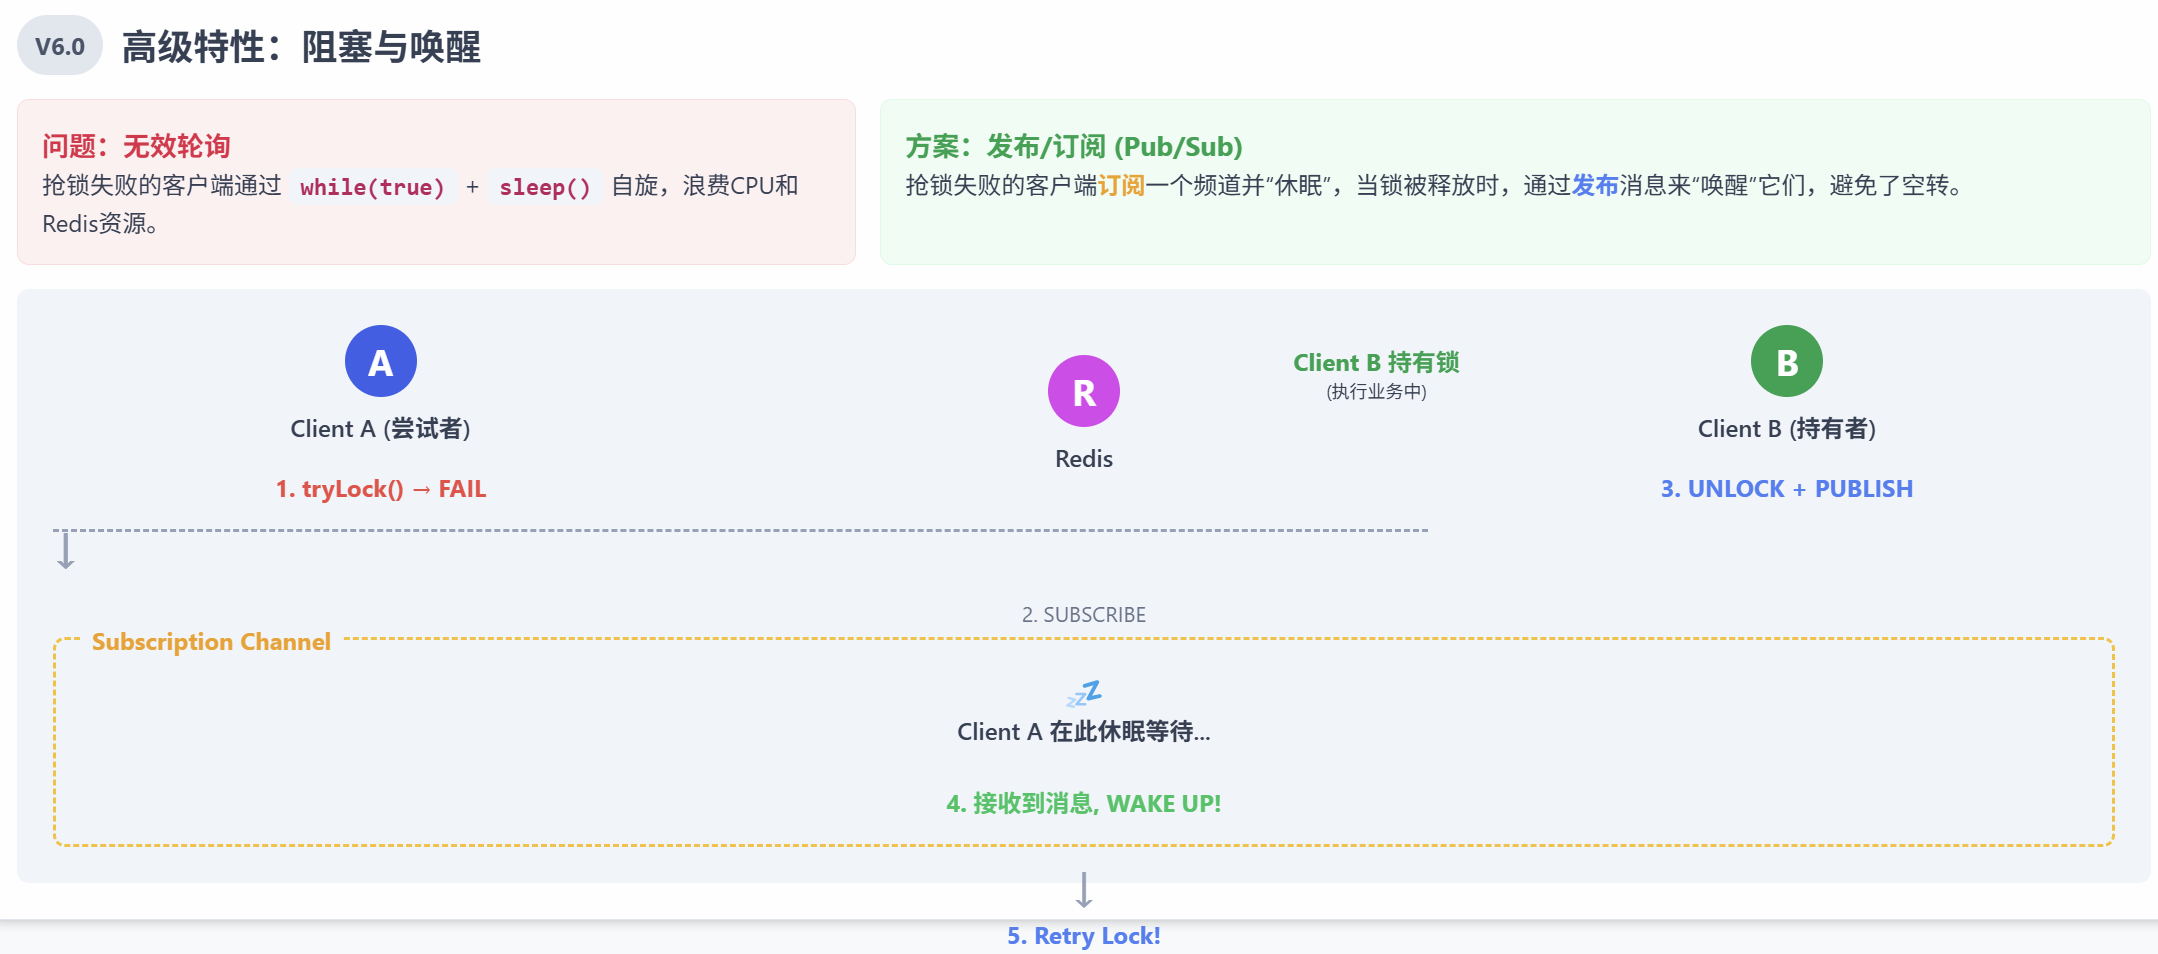 V6.0 高级特性：阻塞与唤醒
问题：无效轮询
抢锁失败的客户端通过 while(true) + sleep() 自旋，浪费CPU和
Redis资源。
方案：发布/订阅 (Pub/Sub)
抢锁失败的客户端订阅一个频道并“休眠”，当锁被释放时，通过发布消息来“唤醒”它们，避免了空转。
A
Client A (尝试者)
1. tryLock() → FAIL
R
Redis
Client B 持有锁
(执行业务中)
B
Client B (持有者)
3. UNLOCK + PUBLISH
2. SUBSCRIBE
Subscription Channel
💤
Client A 在此休眠等待...
4. 接收到消息, WAKE UP!
5. Retry Lock!